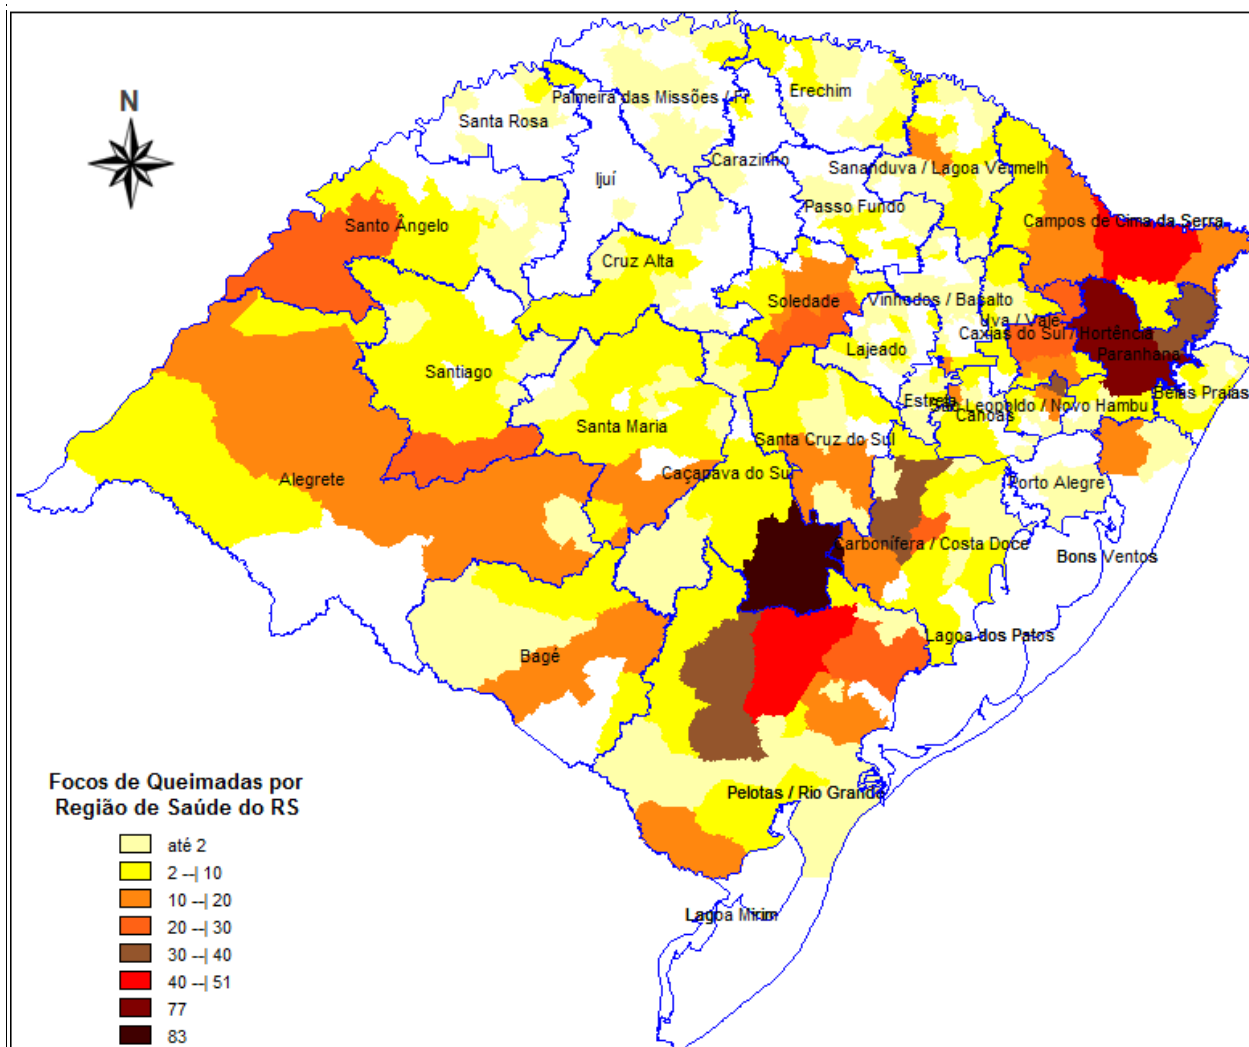 N
Erechim
Palmeira das Missões / Fr
Santa Rosa
Carazinho
Sananduva / Lagoa Vermelh
Ijuí
Passo Fundo
Santo Ângelo
Campos de Cima da Serra
Cruz Alta
Soledade
Vinhedos / Basalto
Uva / Vale
Caxias do Sul / Hortência
Lajeado
Paranhana
Santiago
Belas Praias
Estrela
São Leopoldo / Novo Hambu
Canoas
Santa Maria
Santa Cruz do Sul
Caçapava do Sul
Alegrete
Porto Alegre
Carbonífera / Costa Doce
Bons Ventos
Lagoa dos Patos
Bagé
Focos de Queimadas por
Região de Saúde do RS
Pelotas / Rio Grande
até 2
2 --| 10
10 --| 20
20 --| 30
30 --| 40
40 --| 51
77
83
Lagoa Mirim